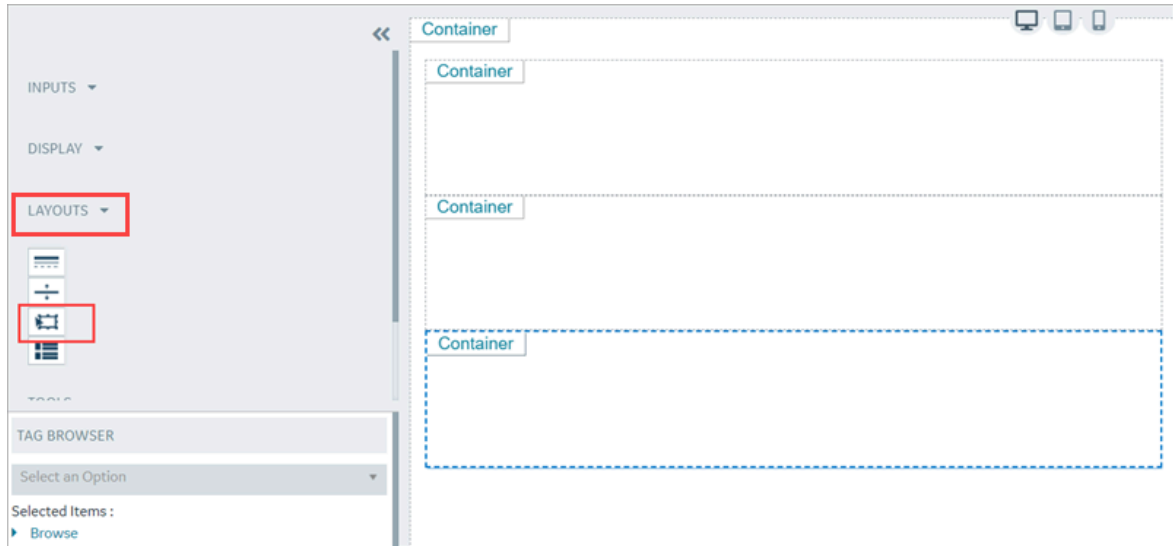 INPUTS
DISPLAY
LAYOUTS
TAG BROWSER
Select an Option
Selected Items :
Browse
Container
Container
Container
Container